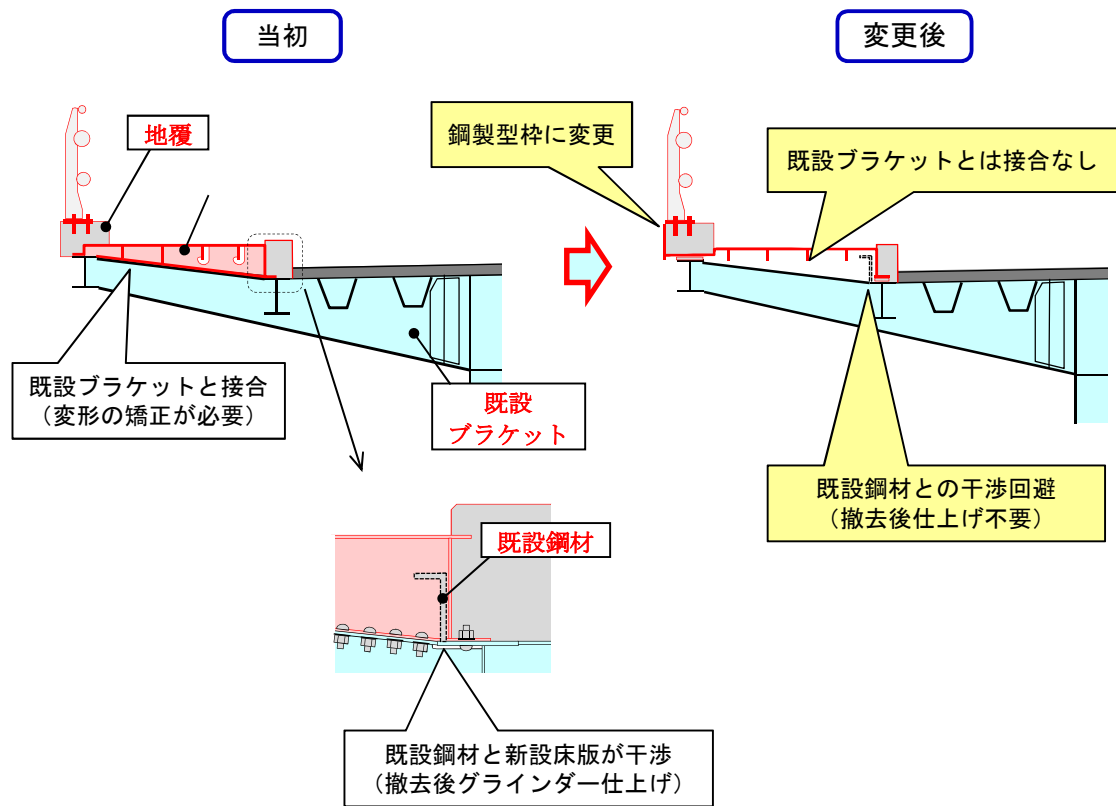 当初
変更後
地覆
鋼製型枠に変更
既設ブラケットとは接合なし
既設ブラケットと接合
（変形の矯正が必要）
既設
ブラケット
既設鋼材との干渉回避
（撤去後仕上げ不要）
既設鋼材
既設鋼材と新設床版が干渉
（撤去後グラインダー仕上げ）